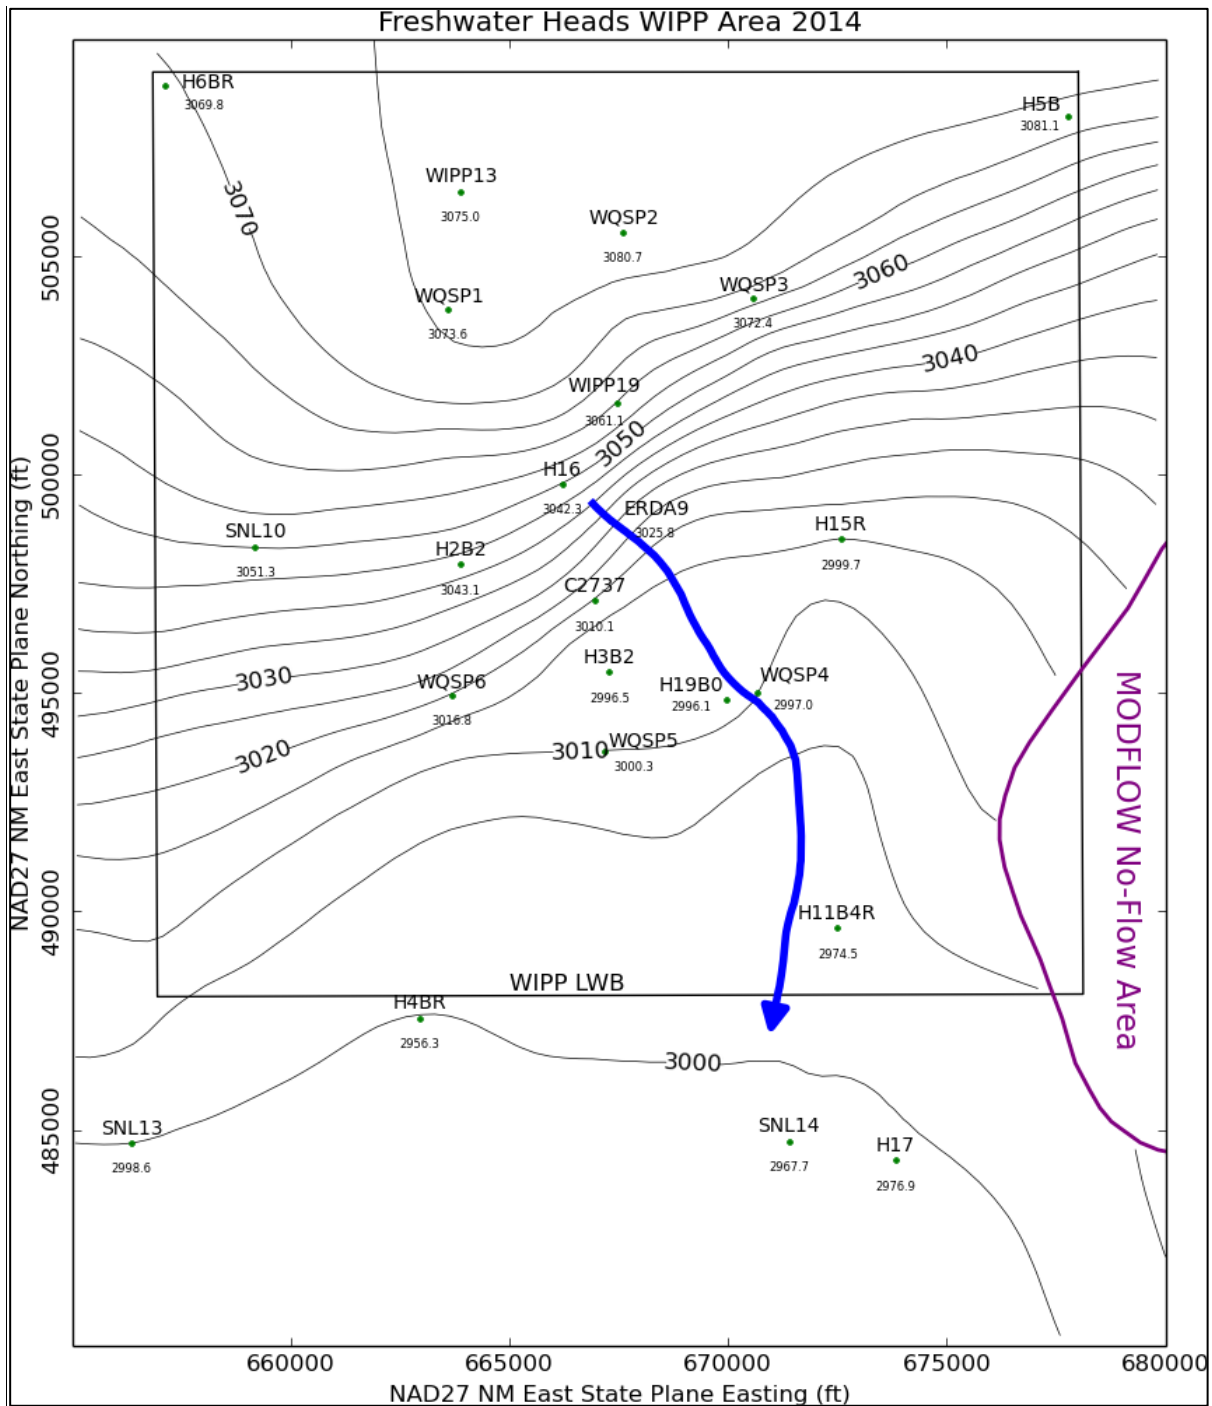 Freshwater Heads WIPP Area 2014
H6BR
3069.8
H5B
3081.1
WIPP13
3075.0
3070
WQSP2
3080.7
505000
3060
WQSP1
3073.6
WQSP3
3072.4
3040
WIPP19
3061.1
3050
500000
H16
3042.3
ERDA9
3025.8
H15R
2999.7
SNL10
3051.3
H2B2
3043.1
C2737
3010.1
H3B2
2996.5
3030
WQSP6
3016.8
H19B0
2996.1
WQSP4
2997.0
495000
3020
3010
WQSP5
3000.3
MODFLOW No-Flow Area
NAD27 NM East State Plane Northing (ft)
490000
H11B4R
2974.5
WIPP LWB
H4BR
2956.3
3000
485000
SNL13
2998.6
SNL14
2967.7
H17
2976.9
660000 665000 670000 675000 680000
NAD27 NM East State Plane Easting (ft)